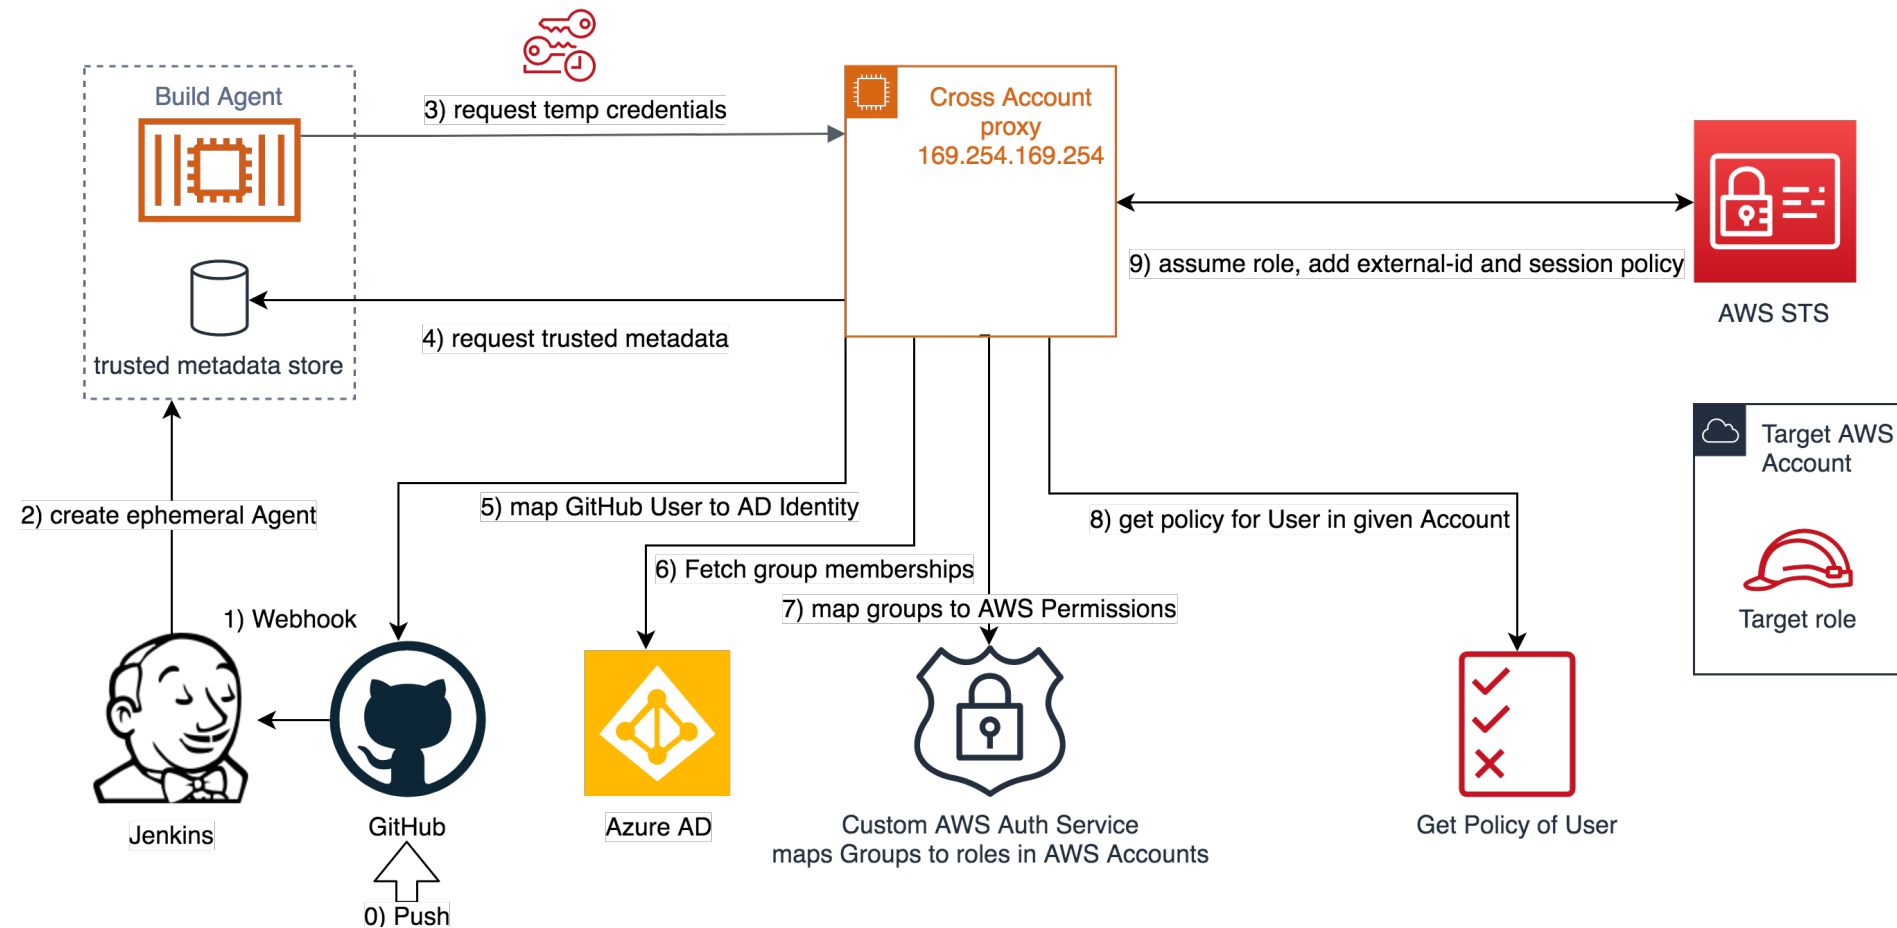 Build Agent
3) request temp credentials
Cross Account
proxy
169.254.169.254
9) assume role, add external-id and session policy
AWS STS
4) request trusted metadata
trusted metadata store
Target AWS
Account
2) create ephemeral Agent
5) map GitHub User to AD Identity
8) get policy for User in given Account
6) Fetch group memberships
7) map groups to AWS Permissions
1) Webhook
Target role
Jenkins
GitHub
Azure AD
Custom AWS Auth Service
maps Groups to roles in AWS Accounts
Get Policy of User
0) Push